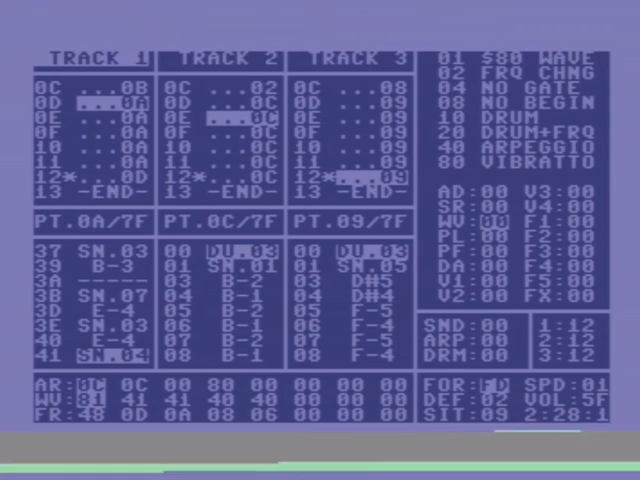 TRACK 1 TRACK 2 TRACK 3 01 $80 WAVE
02 FRQ CHNG
0C ...0B 0C ...02 0C ...08 04 NO GATE
0D ...0A 0D ...0C 0D ...09 08 NO BEGIN
0E ...0A 0E ...0C 0E ...09 10 DRUM
0F ...0A 0F ...0C 0F ...09 20 DRUM+FRQ
10 ...0A 10 ...0C 10 ...09 40 ARPEGGIO
11 ...0A 11 ...0C 11 ...09 80 VIBRATTO
12*...0A 12*...0C 12*...09
13 -END- 13 -END- 13 -END- AD:00 V3:00
SR:00 V4:00
PT.0A/7F PT.0C/7F PT.09/7F WV:00 F1:00
PL:00 F2:00
37 SN.03 00 DU.03 00 DU.03 PF:00 F3:00
39 B-3 01 SN.01 01 SN.05 DA:00 F4:00
3A ----- 03 B-2 03 D#5 V1:00 F5:00
3B SN.07 04 B-1 04 D#4 V2:00 FX:00
3D E-4 05 B-2 05 F-5
3E SN.03 06 B-1 06 F-4 SND:00 1:12
40 E-4 07 B-2 07 F-5 ARP:00 2:12
41 SN.04 08 B-1 08 F-4 DRM:00 3:12
AR:0C 0C 00 80 00 00 00 00 FOR:FD SPD:01
WV:81 41 41 40 40 00 00 00 DEF:02 VOL:5F
FR:48 0D 0A 08 06 00 00 00 SIT:09 2:28:1